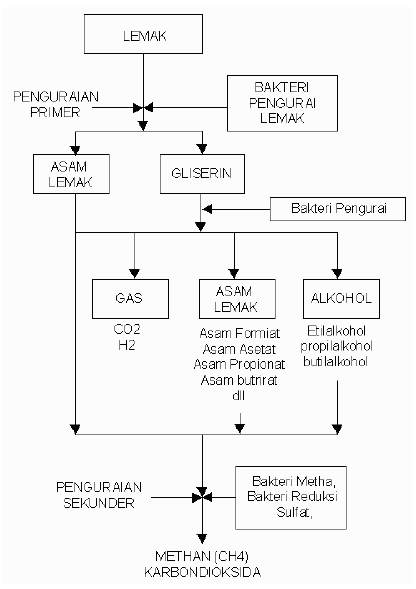 LEMAK
PENGURAIAN
PRIMER
BAKTERI
PENGURAI
LEMAK
ASAM
LEMAK
GLISERIN
Bakteri Pengurai
GAS
CO2
H2
ASAM
LEMAK
Asam Formiat
Asam Asetat
Asam Propionat
Asam butrirat
dll
ALKOHOL
Etilalkohol
propilalkohol
butilalkohol
PENGURAIAN
SEKUNDER
Bakteri Metha,
Bakteri Reduksi
Sulfat,
METHAN (CH4)
KARBONDIOKSIDA